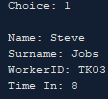 Choice: 1
Name: Steve
Surname: Jobs
WorkerID: TK03
Time In: 8